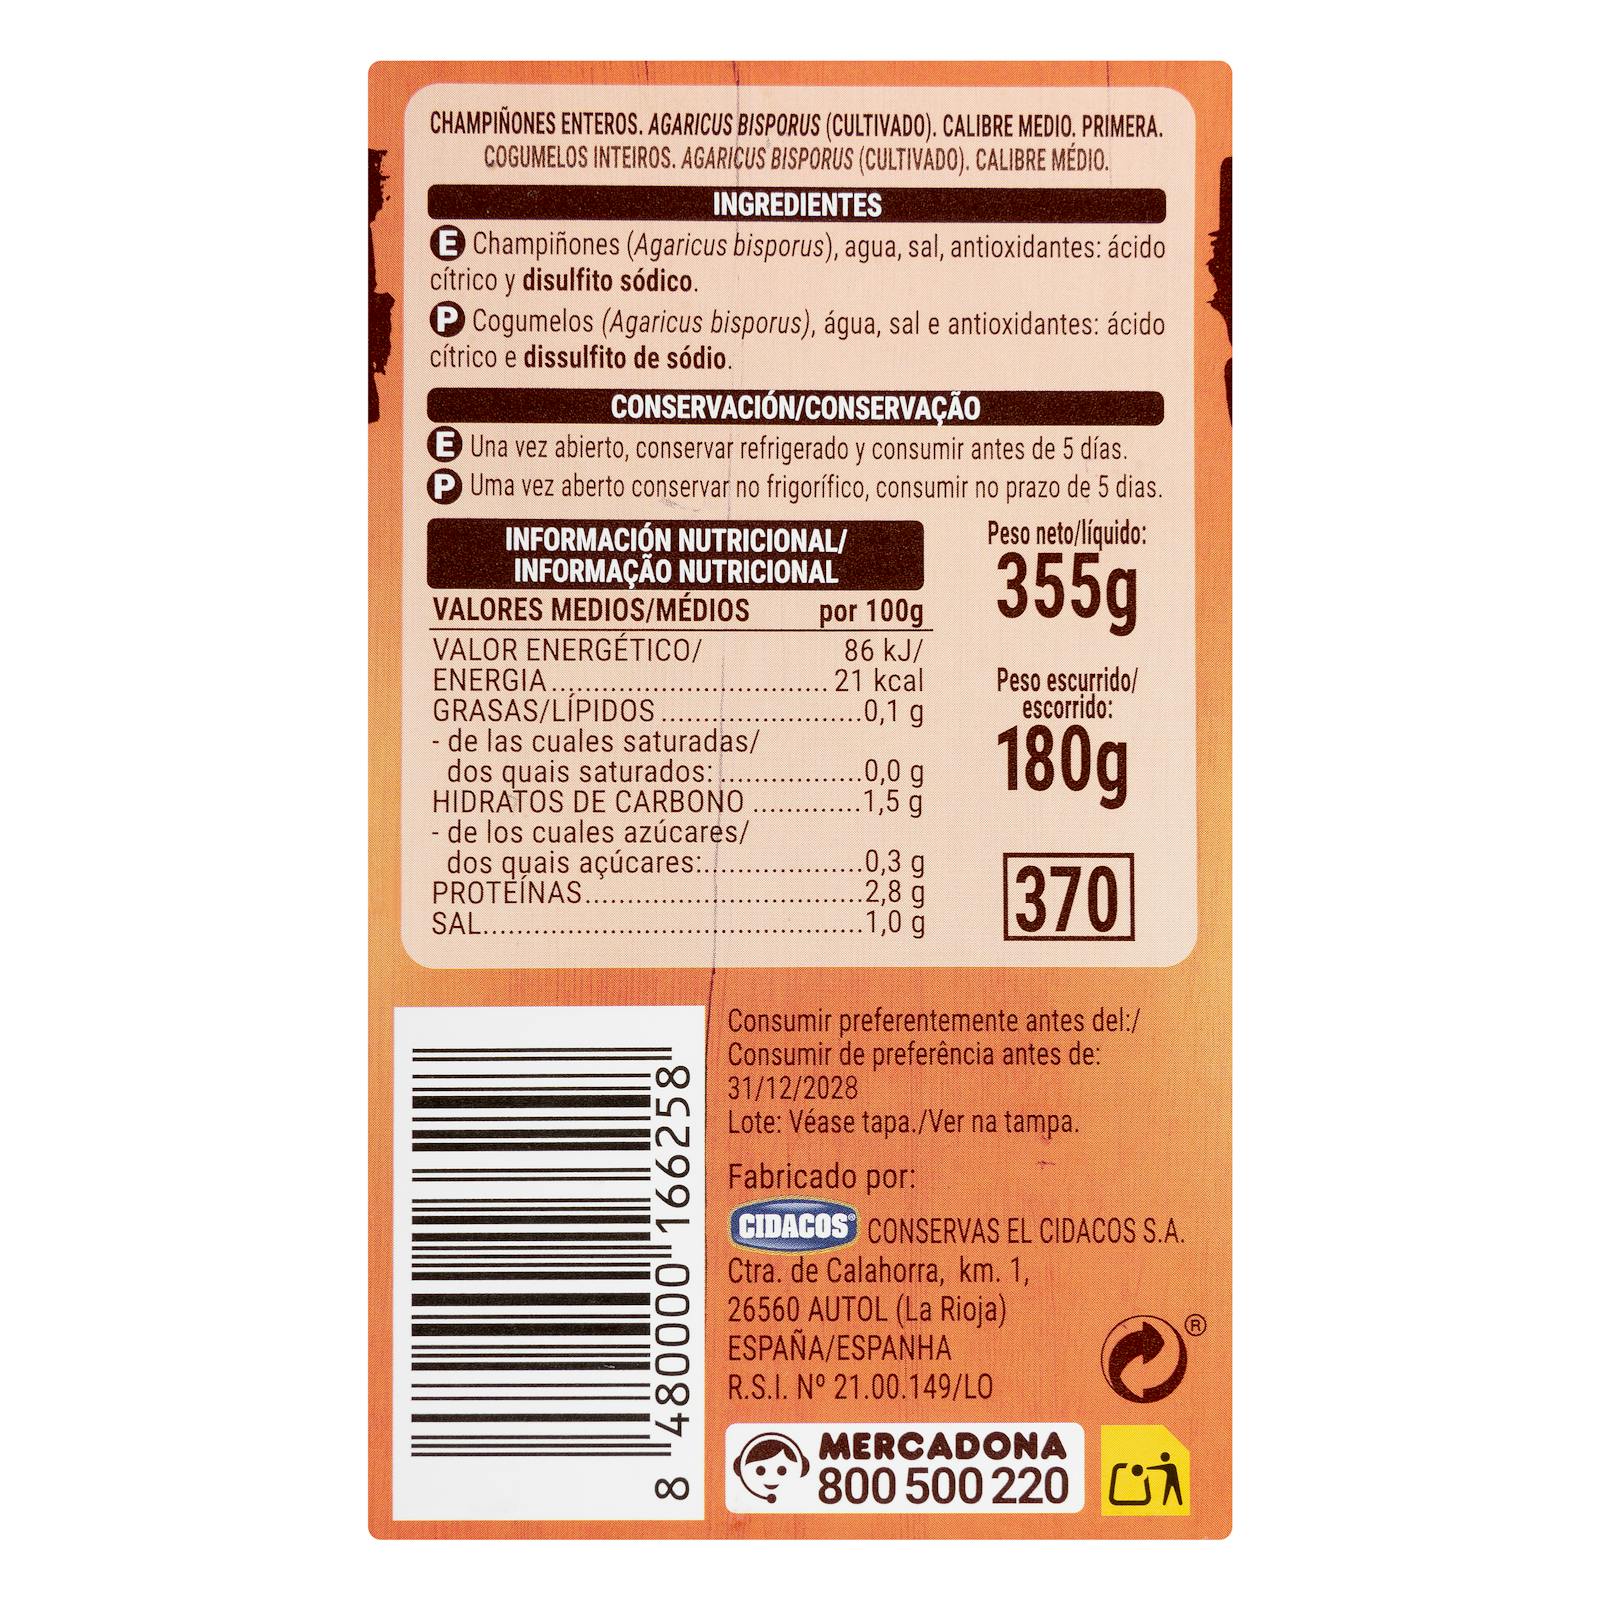 CHAMPIÑONES ENTEROS. AGARICUS BISPORUS (CULTIVADO). CALIBRE MEDIO. PRIMERA.
COGUMELOS INTEIROS. AGARICUS BISPORUS (CULTIVADO). CALIBRE MÉDIO.
INGREDIENTES
E Champiñones (Agaricus bisporus), agua, sal, antioxidantes: ácido
cítrico y disulfito sódico.
P Cogumelos (Agaricus bisporus), água, sal e antioxidantes: ácido
cítrico e dissulfito de sódio.
CONSERVACIÓN/CONSERVAÇÃO
E Una vez abierto, conservar refrigerado y consumir antes de 5 días.
P Uma vez aberto conservar no frigorífico, consumir no prazo de 5 dias.
INFORMACIÓN NUTRICIONAL/
INFORMAÇÃO NUTRICIONAL
VALORES MEDIOS/MÉDIOS por 100g
VALOR ENERGÉTICO/ 86 kJ/
ENERGIA.............................. 21 kcal
GRASAS/LÍPIDOS......................0,1 g
- de las cuales saturadas/
dos quais saturados:................0,0 g
HIDRATOS DE CARBONO............1,5 g
- de los cuales azúcares/
dos quais açúcares:.................0,3 g
PROTEÍNAS..............................2,8 g
SAL.........................................1,0 g
Peso neto/líquido:
355g
Peso escurrido/
escorrido:
180g
370
8 480000 166258
Consumir preferentemente antes del:/
Consumir de preferência antes de:
31/12/2028
Lote: Véase tapa./Ver na tampa.
Fabricado por:
CIDACOS® CONSERVAS EL CIDACOS S.A.
Ctra. de Calahorra, km. 1,
26560 AUTOL (La Rioja)
ESPAÑA/ESPANHA
R.S.I. Nº 21.00.149/LO
®
MERCADONA
800 500 220